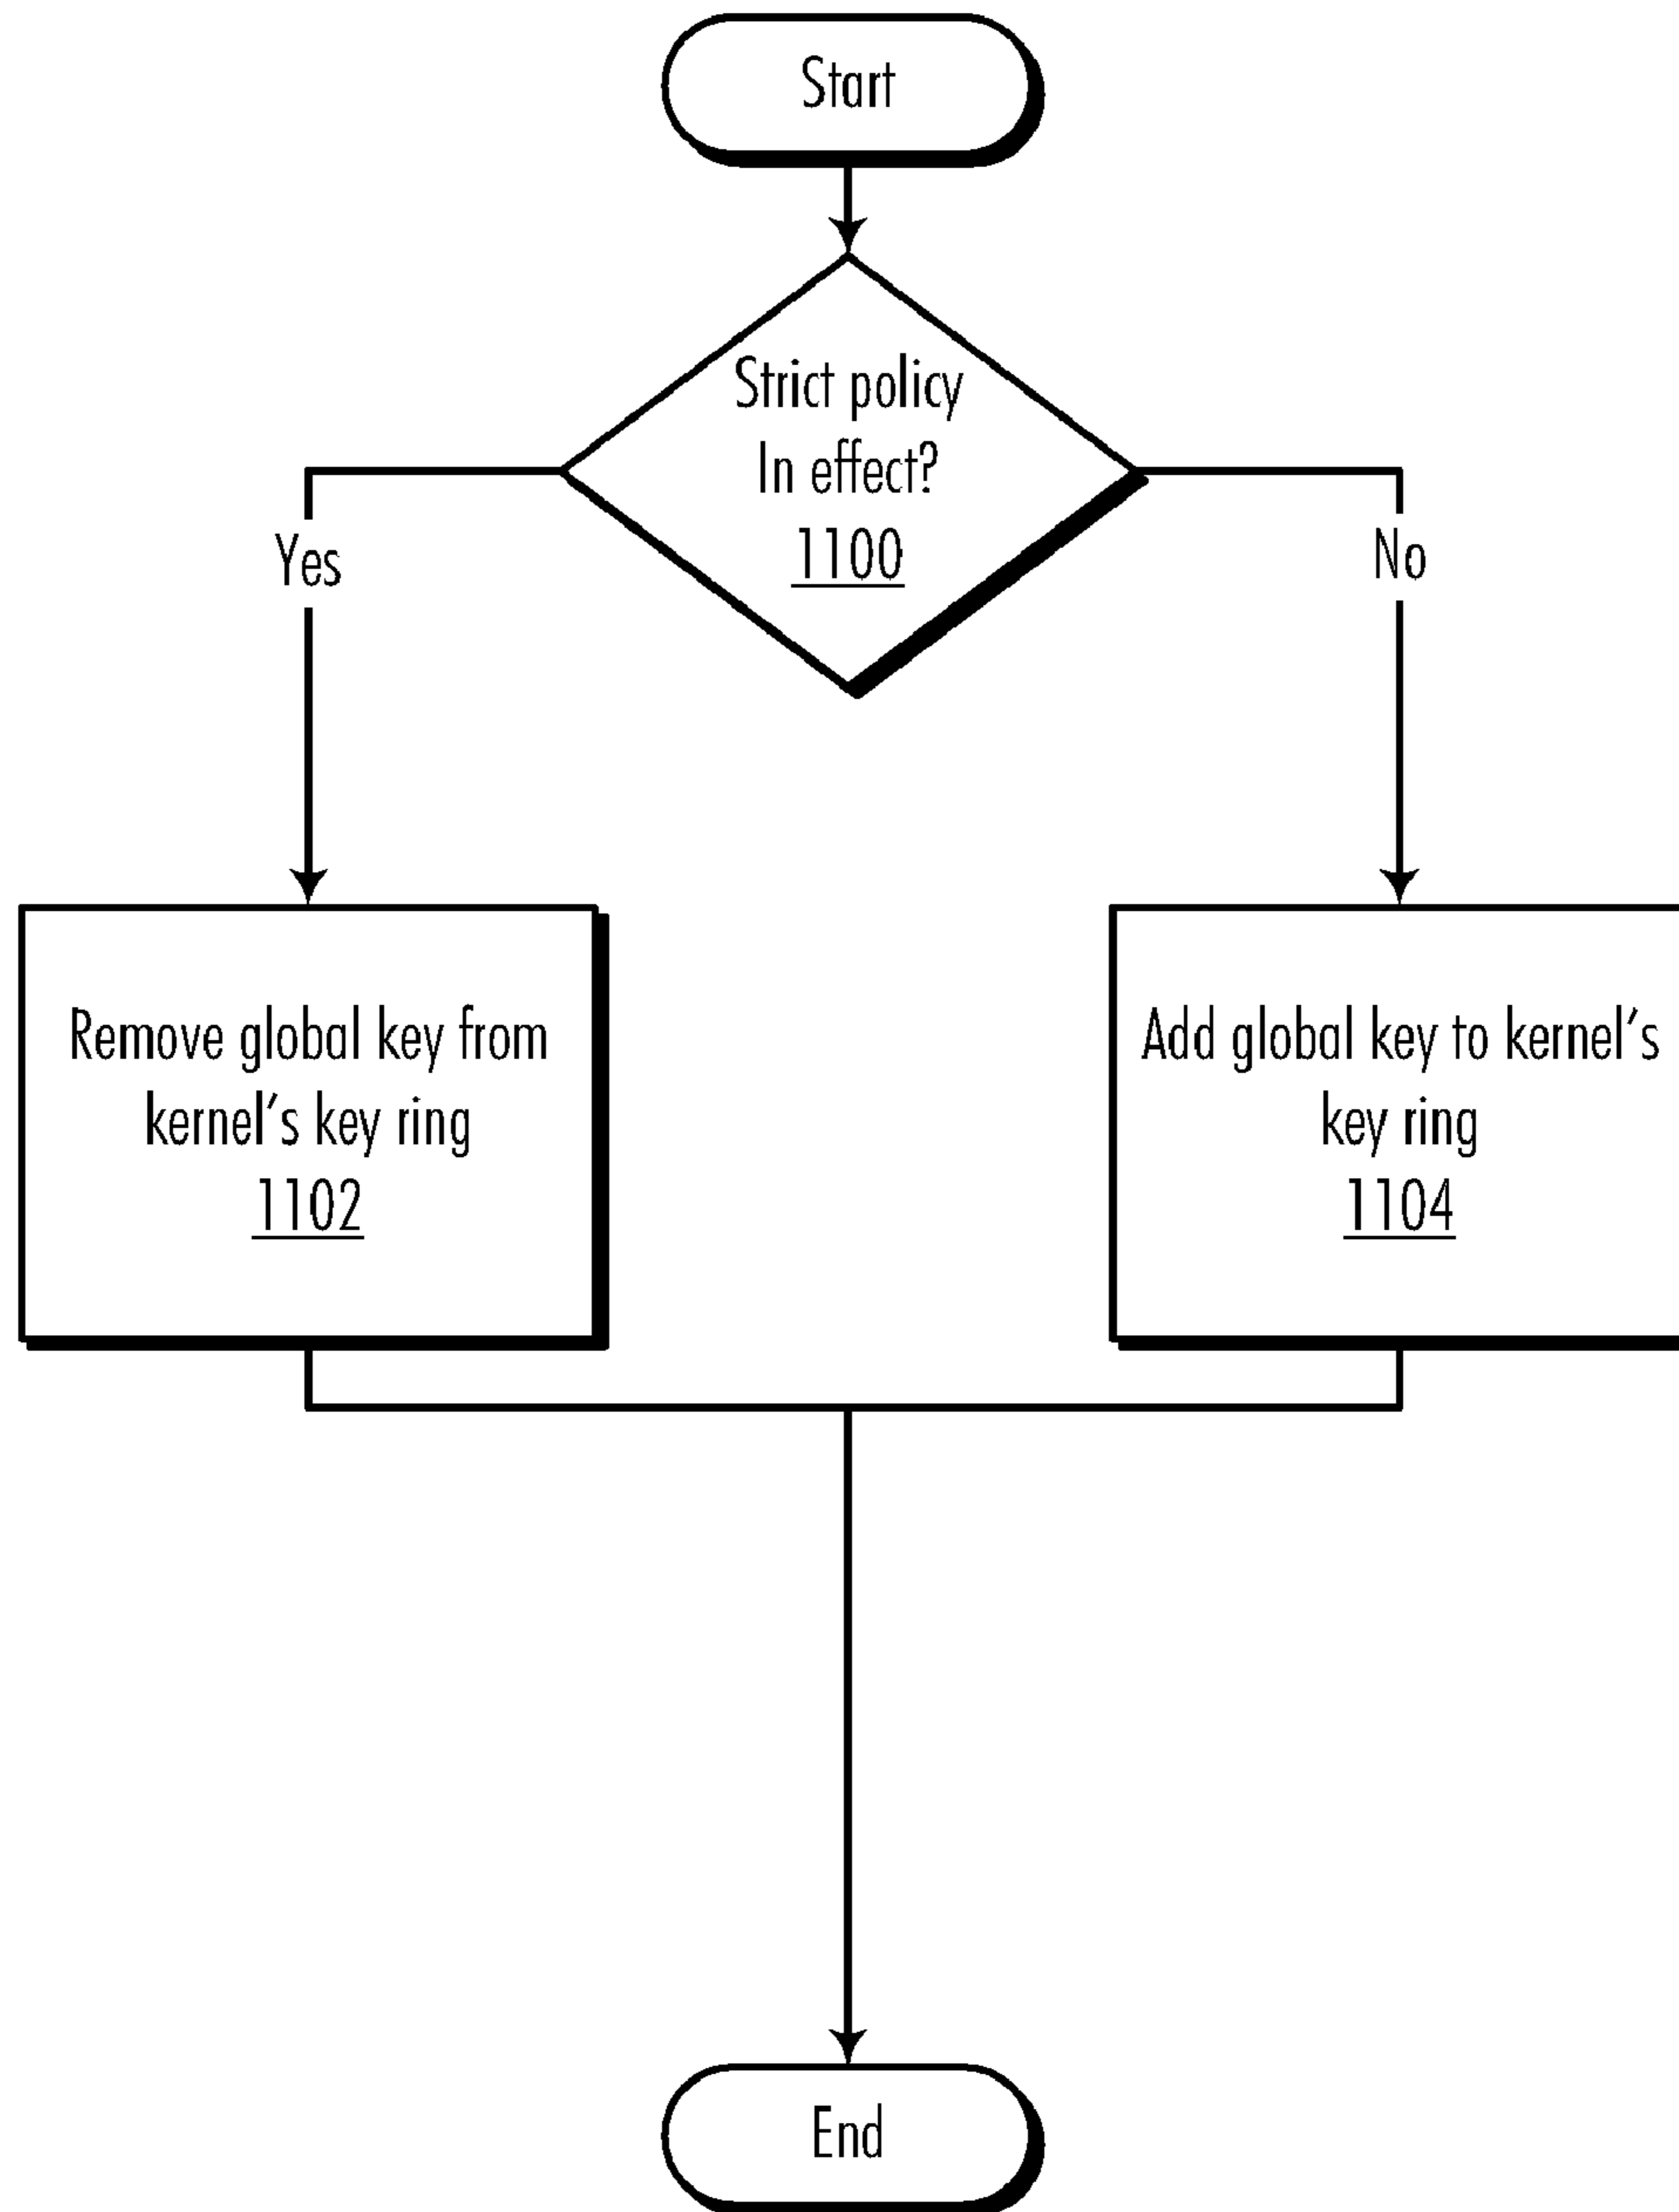 Start
Strict policy
In effect?
1100
Yes
No
Remove global key from
kernel's key ring
1102
Add global key to kernel's
key ring
1104
End